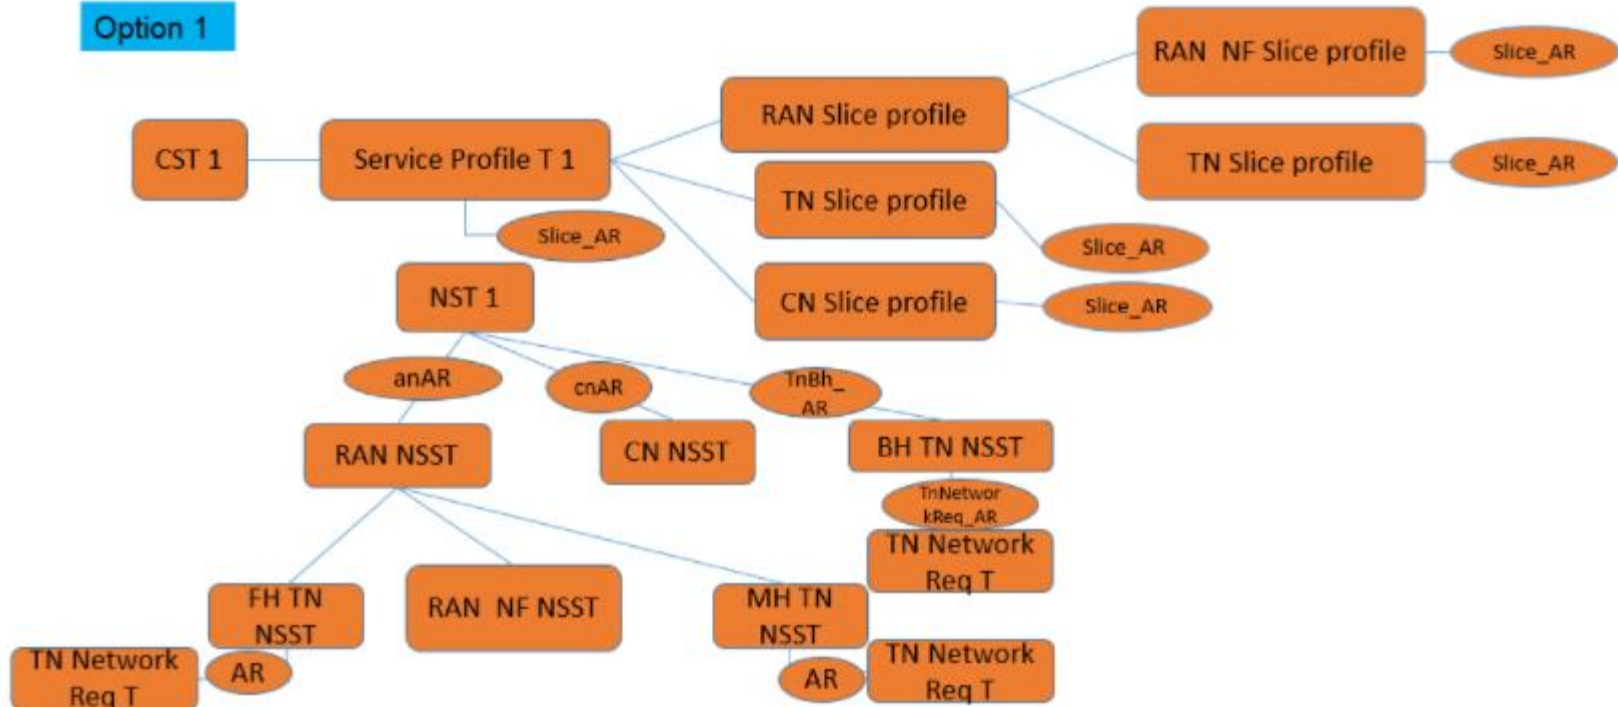 Option 1
CST 1
Service Profile T 1
Slice_AR
RAN Slice profile
TN Slice profile
CN Slice profile
Slice_AR
Slice_AR
RAN NF Slice profile
Slice_AR
TN Slice profile
Slice_AR
NST 1
anAR
cnAR
TnBh_
AR
RAN NSST
CN NSST
BH TN NSST
TnNetwor
kReq_AR
TN Network
Req T
FH TN
NSST
RAN NF NSST
MH TN
NSST
TN Network
Req T
AR
AR
TN Network
Req T